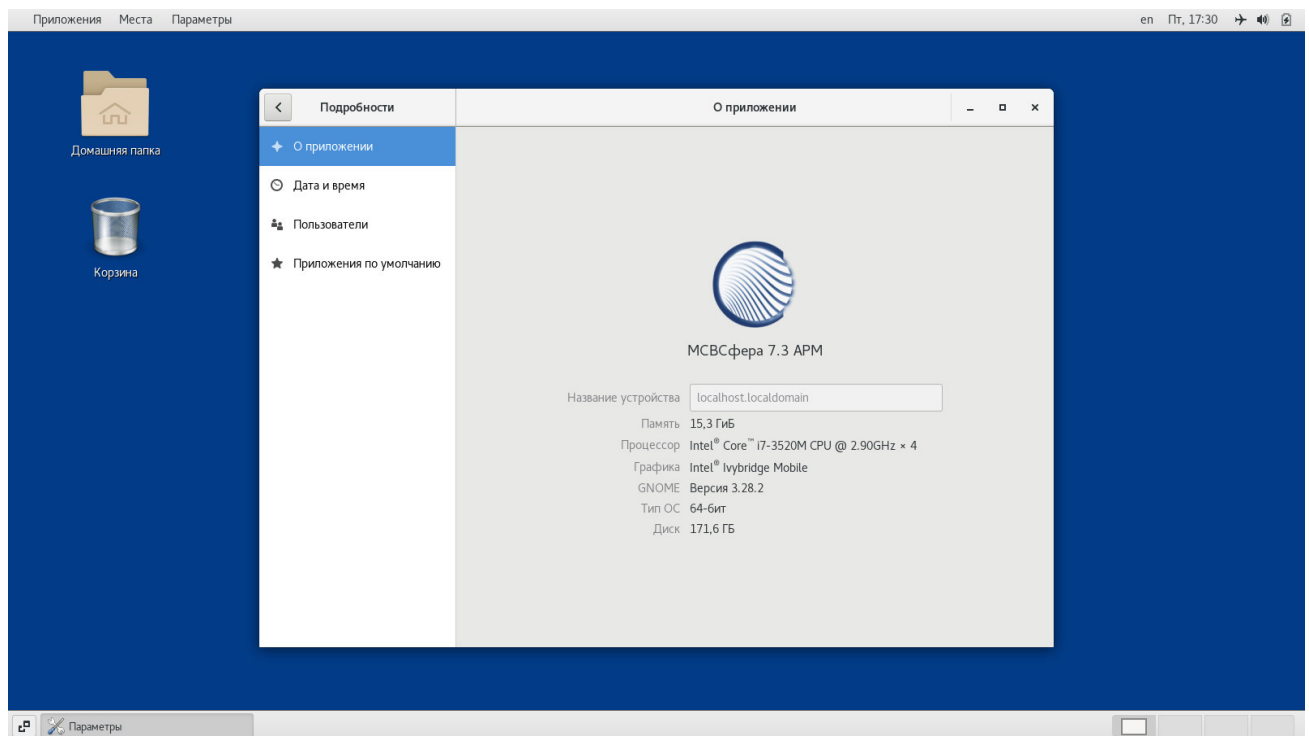 Приложения Места Параметры en Пт, 17:30
Домашняя папка
Корзина
Подробности О приложении
О приложении
Дата и время
Пользователи
Приложения по умолчанию
МСВСфера 7.3 АРМ
Название устройства localhost.localdomain
Память 15,3 ГиБ
Процессор Intel® Core™ i7-3520M CPU @ 2.90GHz × 4
Графика Intel® Ivybridge Mobile
GNOME Версия 3.28.2
Тип ОС 64-бит
Диск 171,6 ГБ
Параметры